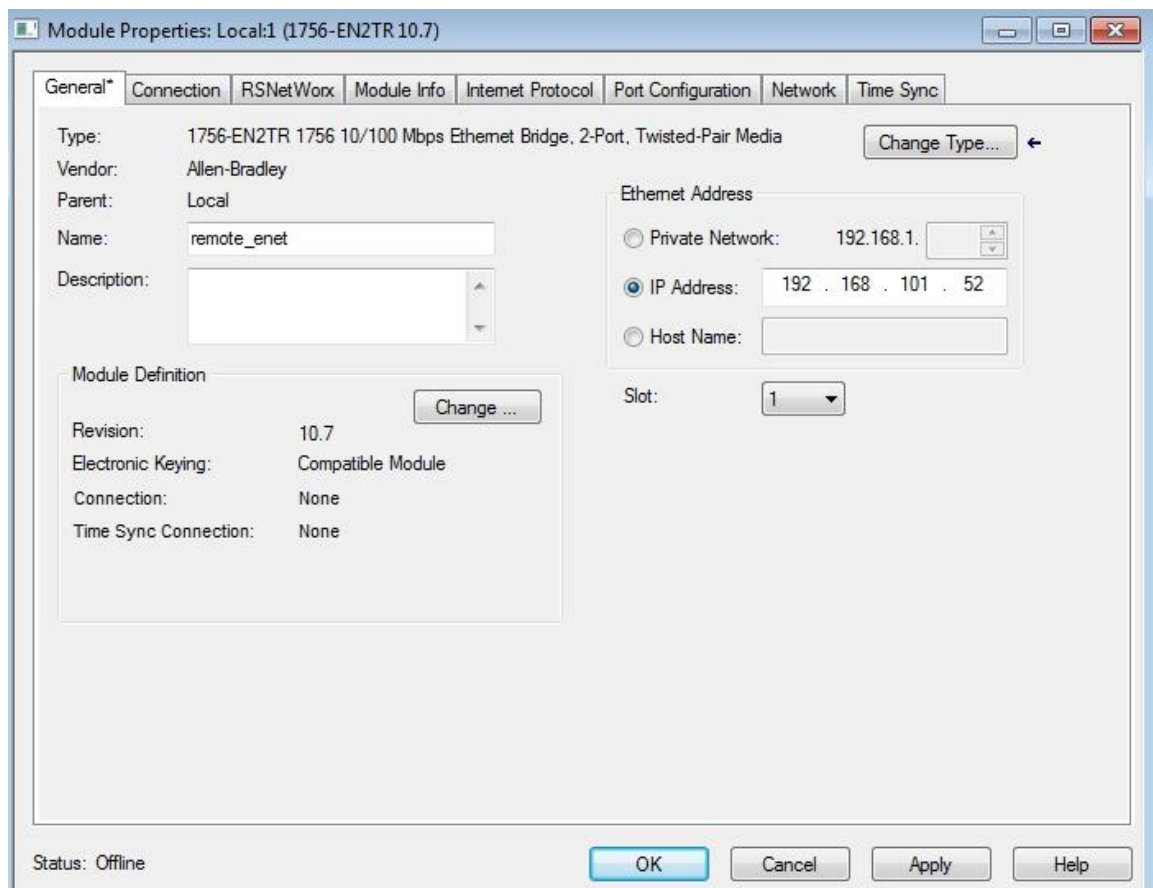 Module Properties: Local:1 (1756-EN2TR 10.7)
General* Connection RSNetWorx Module Info Internet Protocol Port Configuration Network Time Sync
Type: 1756-EN2TR 1756 10/100 Mbps Ethernet Bridge, 2-Port, Twisted-Pair Media Change Type...
Vendor: Allen-Bradley
Parent: Local
Name: remote_enet
Description:
Ethernet Address
Private Network: 192.168.1.
IP Address: 192 . 168 . 101 . 52
Host Name:
Module Definition
Change ...
Revision: 10.7
Electronic Keying: Compatible Module
Connection: None
Time Sync Connection: None
Slot: 1
Status: Offline
OK Cancel Apply Help